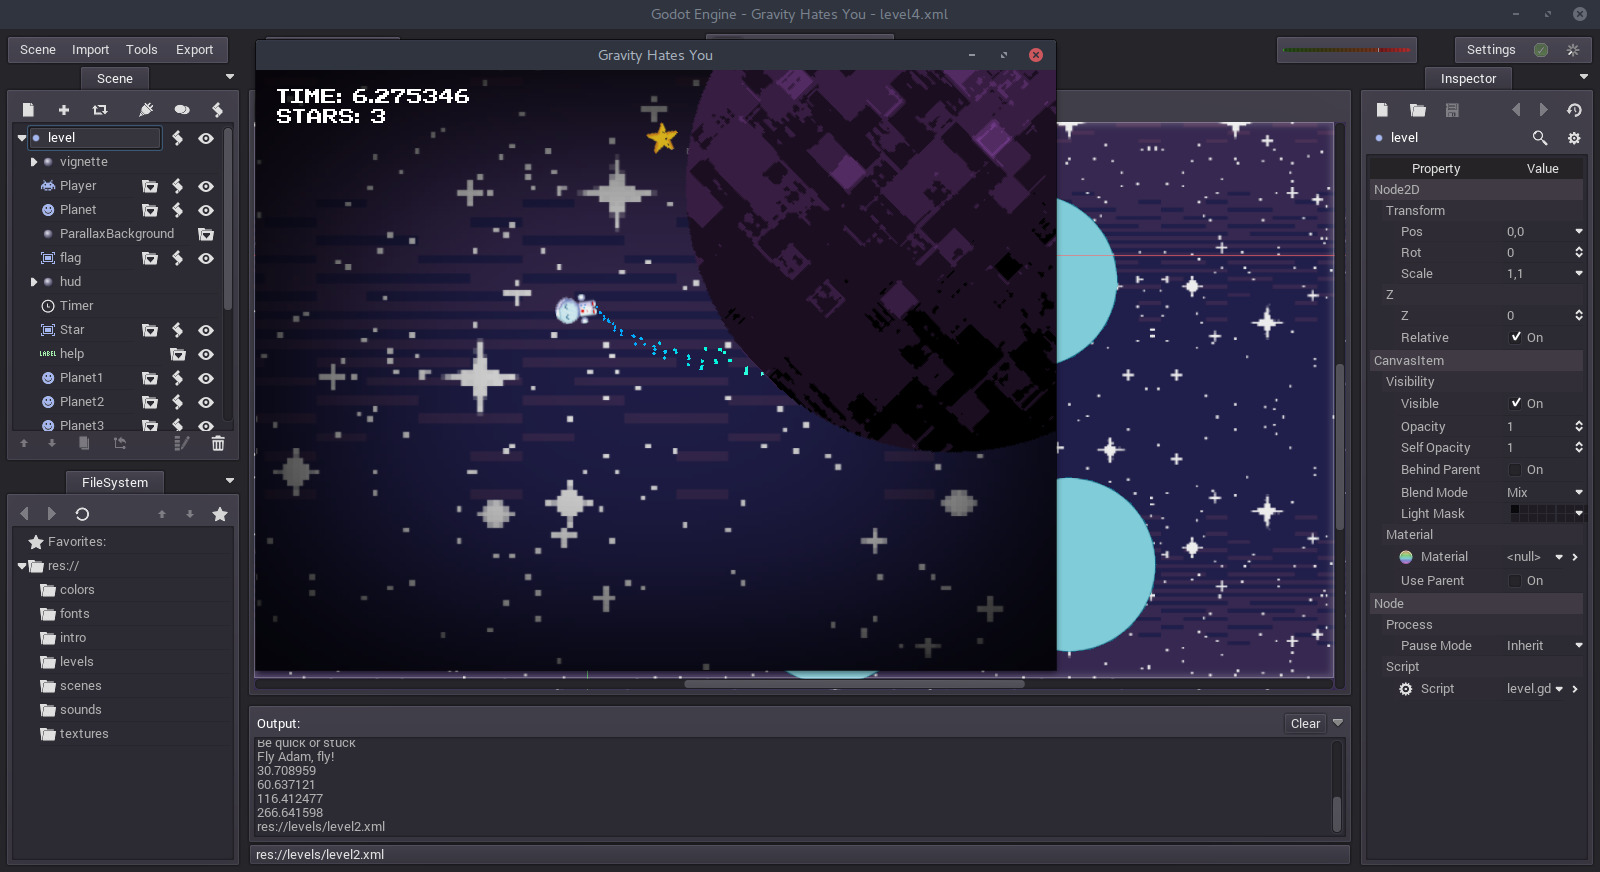 Godot Engine - Gravity Hates You - level4.xml
Scene Import Tools Export
Settings
Scene
level
vignette
Player
Planet
ParallaxBackground
flag
hud
Timer
Star
LABEL help
Planet1
Planet2
Planet3
FileSystem
Favorites:
res://
colors
fonts
intro
levels
scenes
sounds
textures
Gravity Hates You
TIME: 6.275346
STARS: 3
Output:
Clear
Be quick or stuck
Fly Adam, fly!
30.708959
60.637121
116.412477
266.641598
res://levels/level2.xml
res://levels/level2.xml
Inspector
level
Property Value
Node2D
Transform
Pos 0,0
Rot 0
Scale 1,1
Z
Z 0
Relative On
CanvasItem
Visibility
Visible On
Opacity 1
Self Opacity 1
Behind Parent On
Blend Mode Mix
Light Mask
Material
Material <null>
Use Parent On
Node
Process
Pause Mode Inherit
Script
Script level.gd